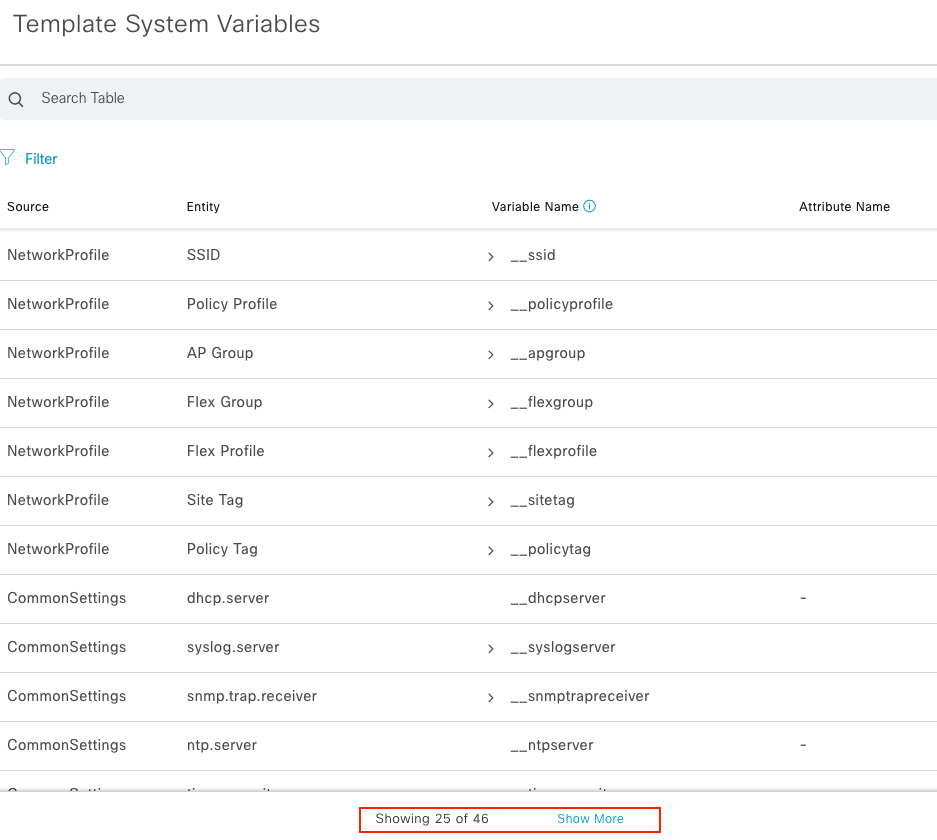 Template System Variables
Search Table
Filter
Source Entity Variable Name Attribute Name
NetworkProfile SSID __ssid
NetworkProfile Policy Profile __policyprofile
NetworkProfile AP Group __apgroup
NetworkProfile Flex Group __flexgroup
NetworkProfile Flex Profile __flexprofile
NetworkProfile Site Tag __sitetag
NetworkProfile Policy Tag __policytag
CommonSettings dhcp.server __dhcpserver -
CommonSettings syslog.server __syslogserver
CommonSettings snmp.trap.receiver __snmptrapreceiver
CommonSettings ntp.server __ntpserver -
Showing 25 of 46 Show More